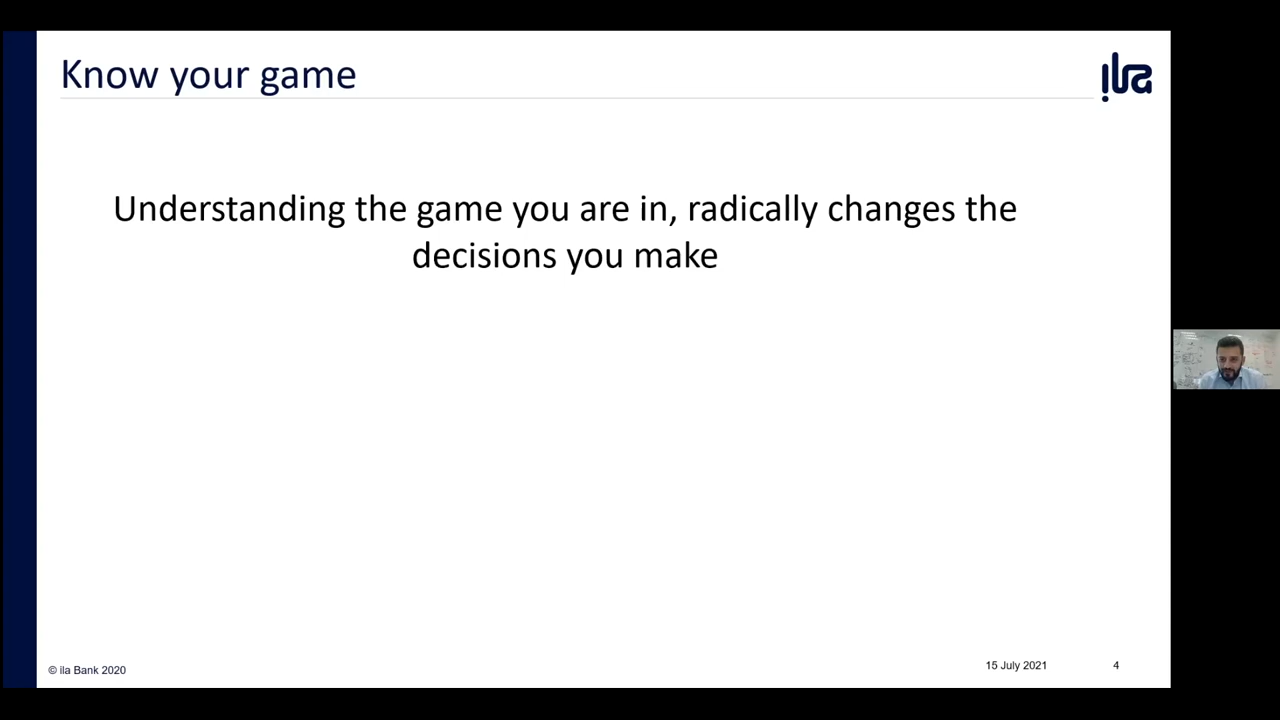 Know your game
ila
Understanding the game you are in, radically changes the
decisions you make
© ila Bank 2020
15 July 2021
4